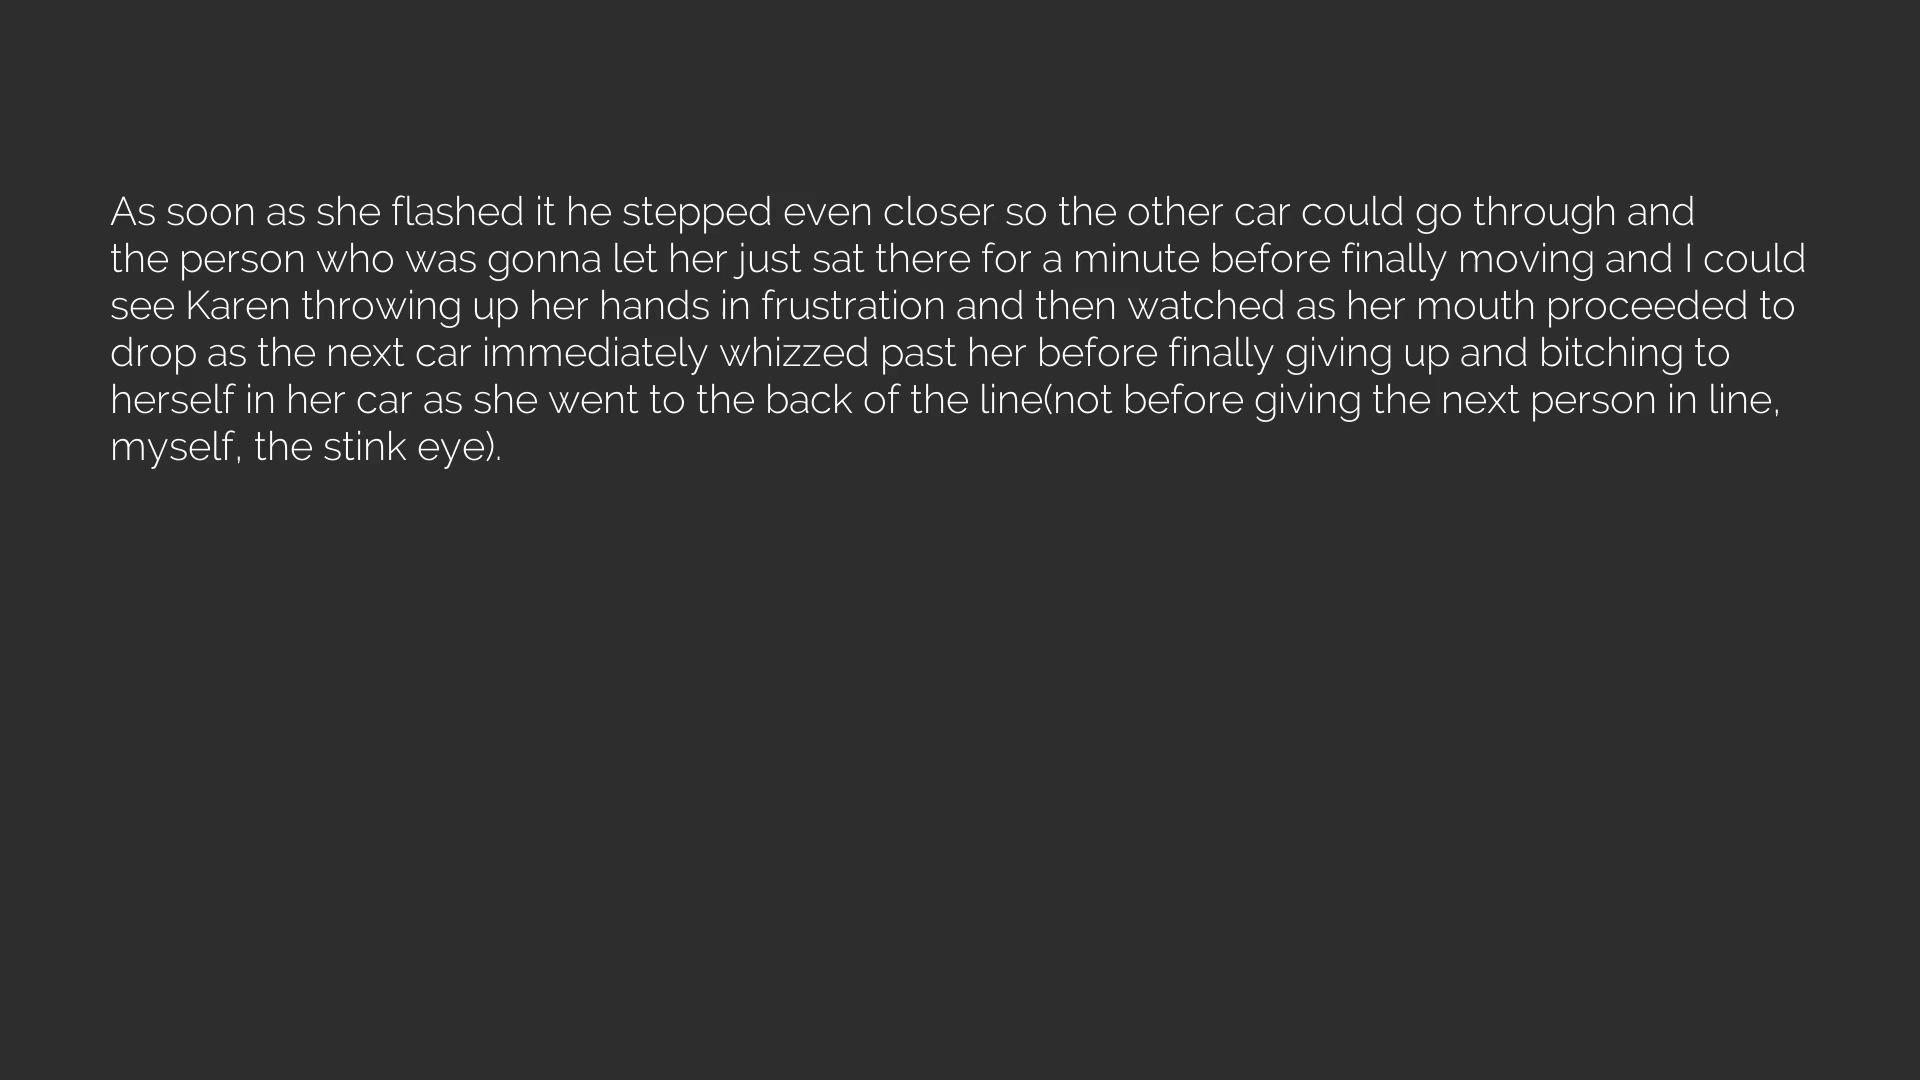 As soon as she flashed it he stepped even closer so the other car could go through and
the person who was gonna let her just sat there for a minute before finally moving and I could
see Karen throwing up her hands in frustration and then watched as her mouth proceeded to
drop as the next car immediately whizzed past her before finally giving up and bitching to
herself in her car as she went to the back of the line(not before giving the next person in line,
myself, the stink eye).